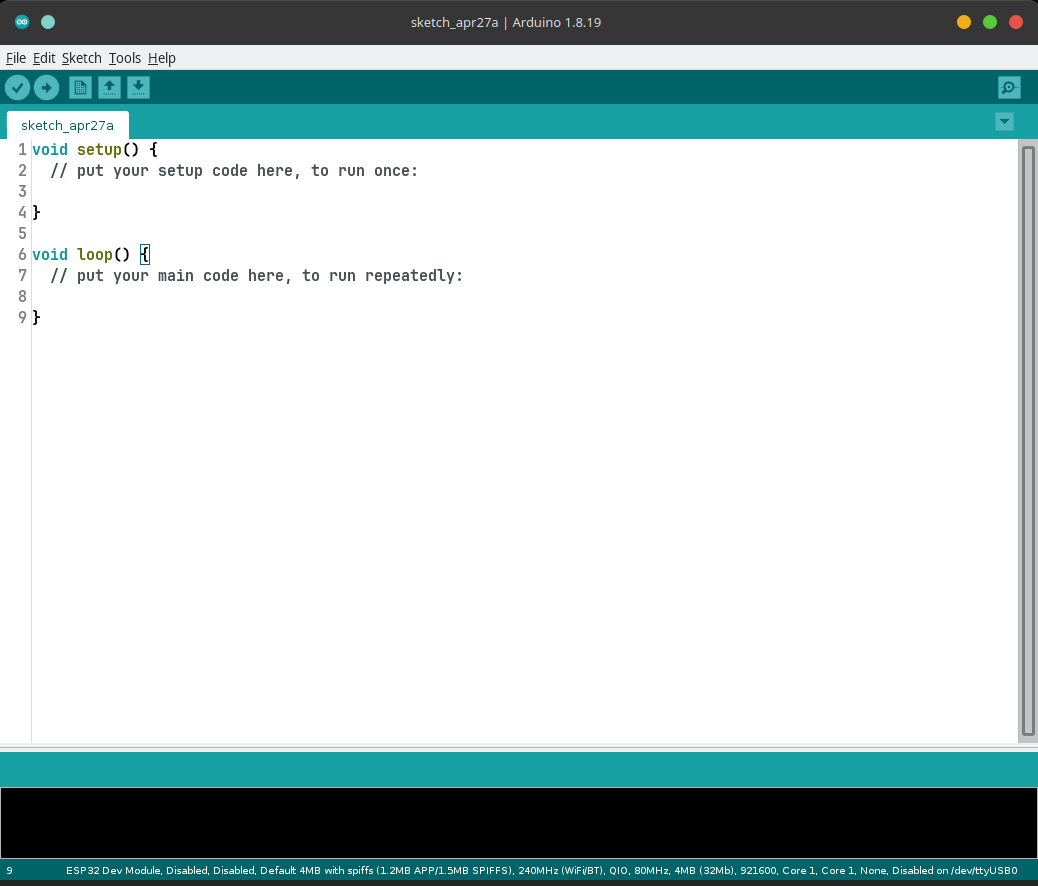 sketch_apr27a | Arduino 1.8.19
File Edit Sketch Tools Help
sketch_apr27a
1 void setup() {
2   // put your setup code here, to run once:
3
4 }
5
6 void loop() {
7   // put your main code here, to run repeatedly:
8
9 }
9 ESP32 Dev Module, Disabled, Disabled, Default 4MB with spiffs (1.2MB APP/1.5MB SPIFFS), 240MHz (WiFi/BT), QIO, 80MHz, 4MB (32Mb), 921600, Core 1, Core 1, None, Disabled on /dev/ttyUSB0